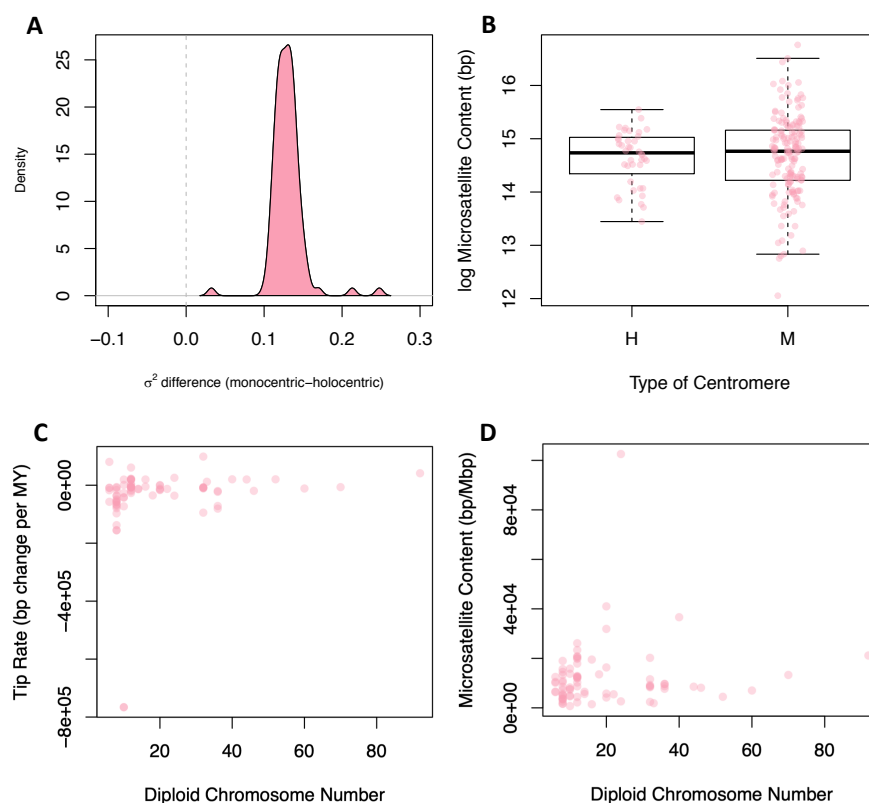 A
Density
0 5 10 15 20 25
−0.1 0.0 0.1 0.2 0.3
σ² difference (monocentric−holocentric)
B
log Microsatellite Content (bp)
12 13 14 15 16
H M
Type of Centromere
C
Tip Rate (bp change per MY)
−8e+05 −4e+05 0e+00
20 40 60 80
Diploid Chromosome Number
D
Microsatellite Content (bp/Mbp)
0e+00 4e+04 8e+04
20 40 60 80
Diploid Chromosome Number